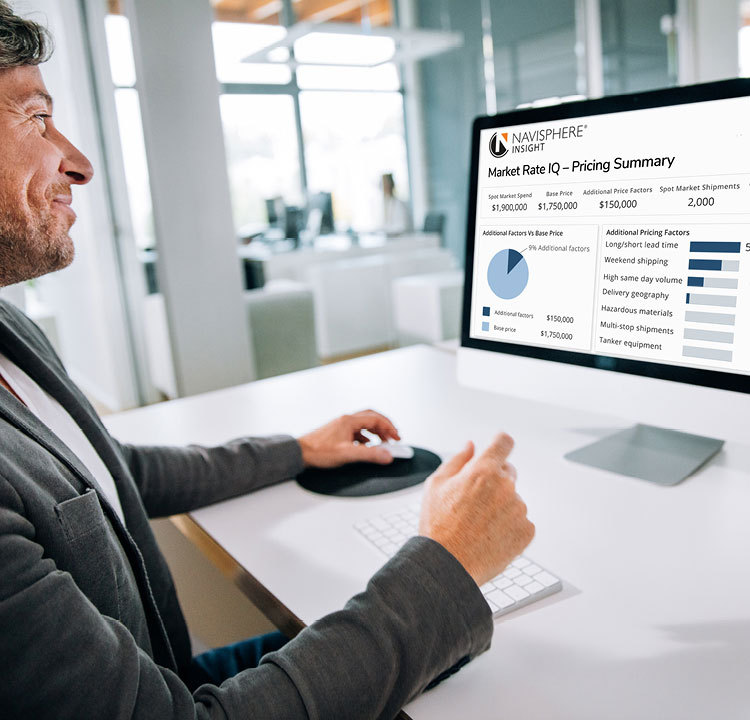 NAVISPHERE®
INSIGHT
Market Rate IQ – Pricing Summary
Spot Market Spend Base Price Additional Price Factors Spot Market Shipments
$1,900,000 $1,750,000 $150,000 2,000
Additional Factors Vs Base Price
9% Additional factors
Additional factors $150,000
Base price $1,750,000
Additional Pricing Factors
Long/short lead time 5
Weekend shipping
High same day volume
Delivery geography
Hazardous materials
Multi-stop shipments
Tanker equipment